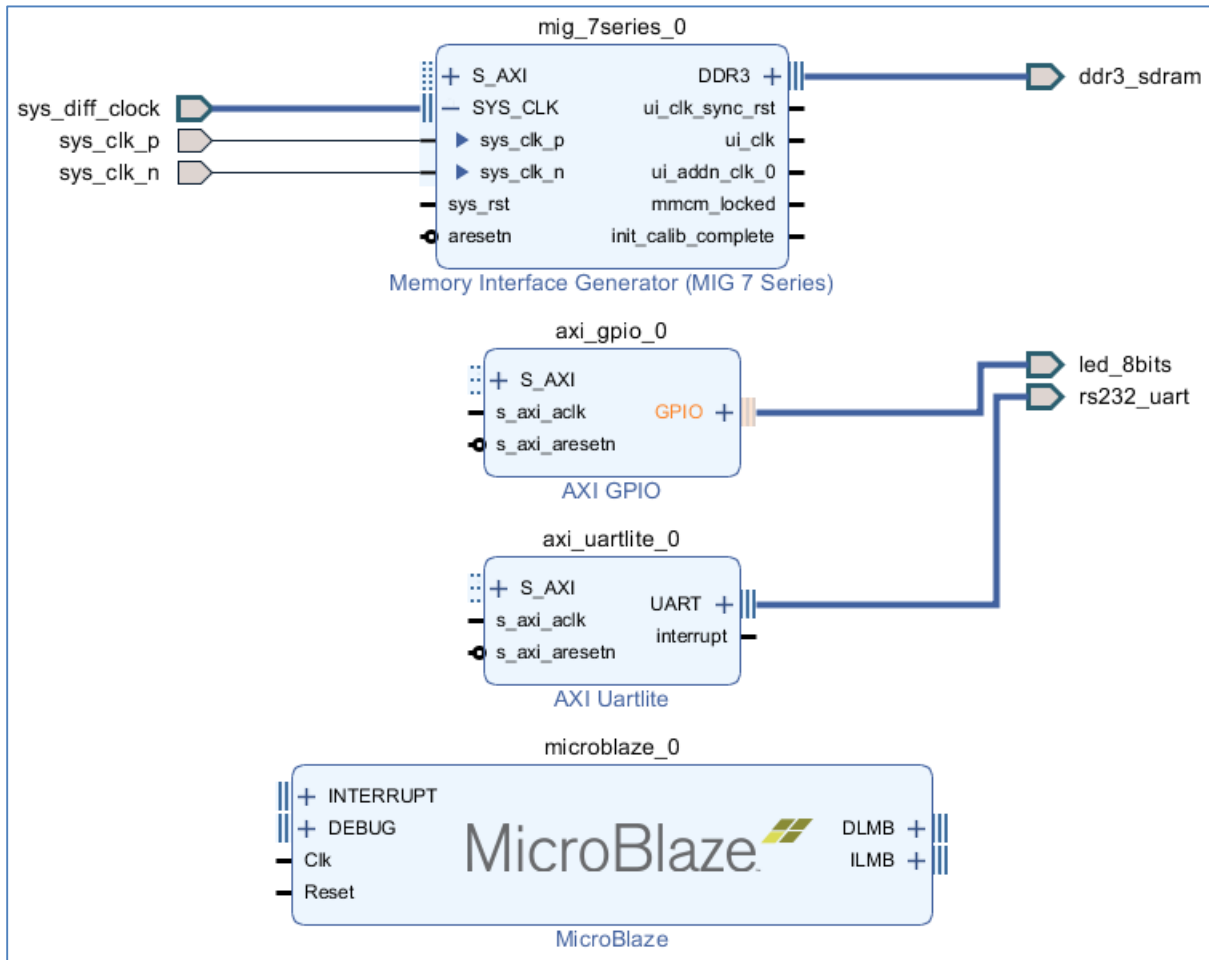 mig_7series_0
S_AXI DDR3
sys_diff_clock SYS_CLK ui_clk_sync_rst ddr3_sdram
sys_clk_p sys_clk_p ui_clk
sys_clk_n sys_clk_n ui_addn_clk_0
sys_rst mmcm_locked
aresetn init_calib_complete
Memory Interface Generator (MIG 7 Series)
axi_gpio_0
S_AXI led_8bits
s_axi_aclk GPIO rs232_uart
s_axi_aresetn
AXI GPIO
axi_uartlite_0
S_AXI UART
s_axi_aclk interrupt
s_axi_aresetn
AXI Uartlite
microblaze_0
INTERRUPT
DEBUG MicroBlaze DLMB
Clk ILMB
Reset
MicroBlaze